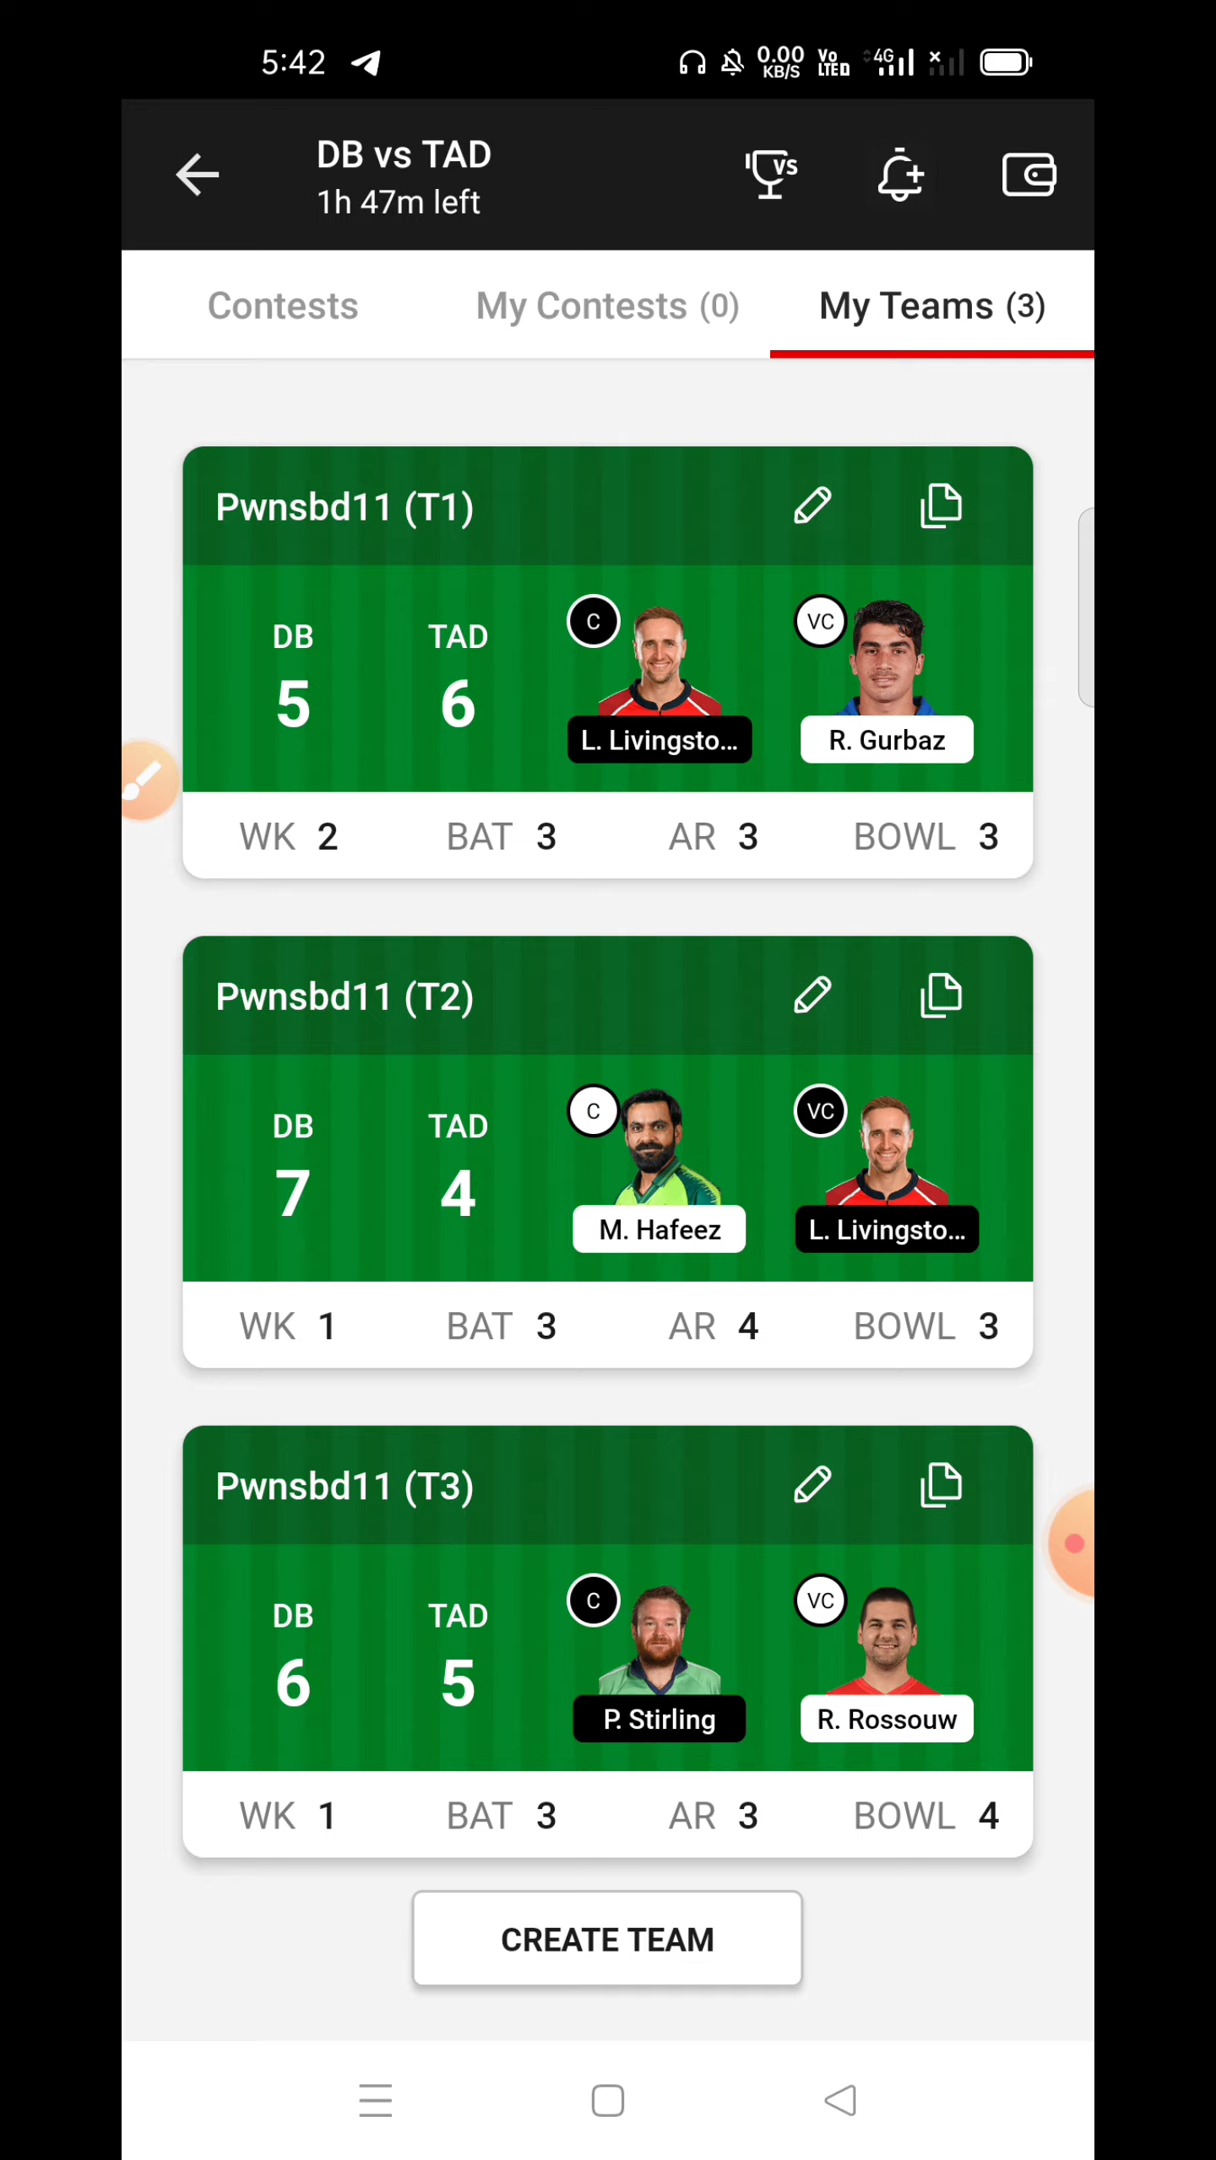 5:42 0.00 KB/S Vo LTED 4G
DB vs TAD
1h 47m left
VS
Contests My Contests (0) My Teams (3)
Pwnsbd11 (T1)
DB TAD C VC
5 6
L. Livingsto... R. Gurbaz
WK 2 BAT 3 AR 3 BOWL 3
Pwnsbd11 (T2)
DB TAD C VC
7 4
M. Hafeez L. Livingsto...
WK 1 BAT 3 AR 4 BOWL 3
Pwnsbd11 (T3)
DB TAD C VC
6 5
P. Stirling R. Rossouw
WK 1 BAT 3 AR 3 BOWL 4
CREATE TEAM